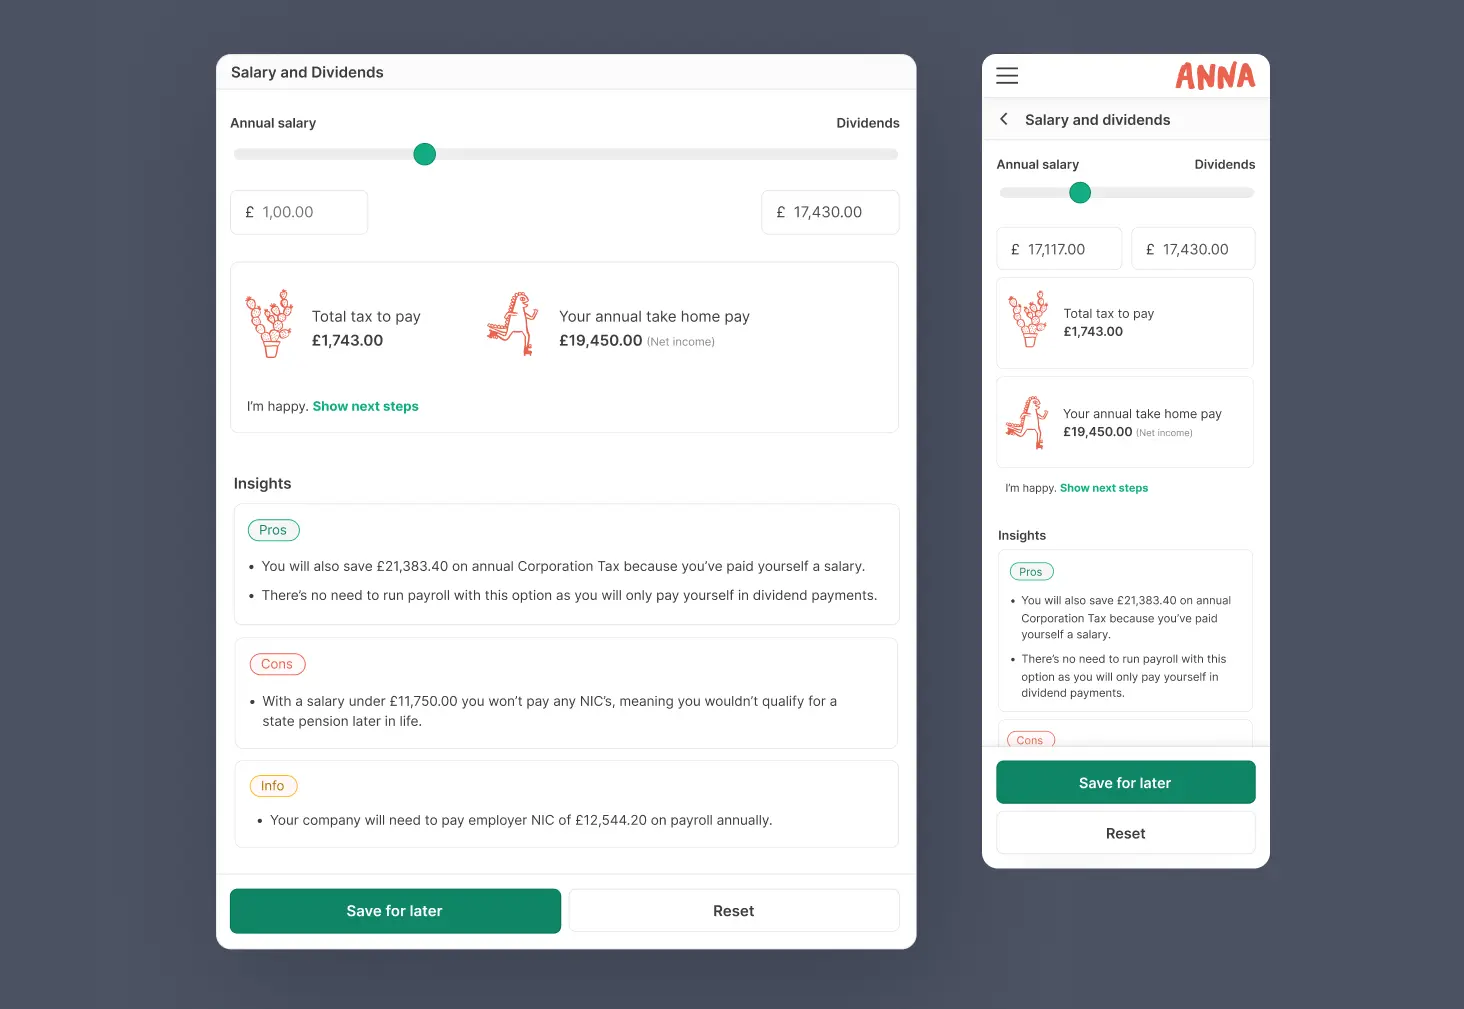 Salary and Dividends
Annual salary
Dividends
£ 1,00.00
£ 17,430.00
Total tax to pay
£1,743.00
Your annual take home pay
£19,450.00 (Net income)
I'm happy. Show next steps
Insights
Pros
• You will also save £21,383.40 on annual Corporation Tax because you've paid yourself a salary.
• There's no need to run payroll with this option as you will only pay yourself in dividend payments.
Cons
• With a salary under £11,750.00 you won't pay any NIC's, meaning you wouldn't qualify for a
state pension later in life.
Info
• Your company will need to pay employer NIC of £12,544.20 on payroll annually.
Save for later
Reset
ANNA
Salary and dividends
Annual salary
Dividends
£ 17,117.00
£ 17,430.00
Total tax to pay
£1,743.00
Your annual take home pay
£19,450.00 (Net income)
I'm happy. Show next steps
Insights
Pros
• You will also save £21,383.40 on annual
Corporation Tax because you've paid
yourself a salary.
• There's no need to run payroll with this
option as you will only pay yourself in
dividend payments.
Cons
Save for later
Reset